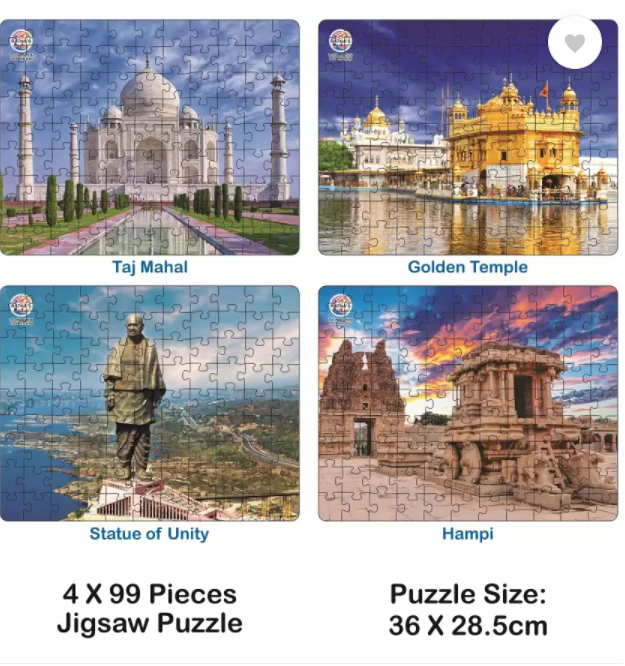 Taj Mahal
Golden Temple
Statue of Unity
Hampi
4 X 99 Pieces
Jigsaw Puzzle
Puzzle Size:
36 X 28.5cm